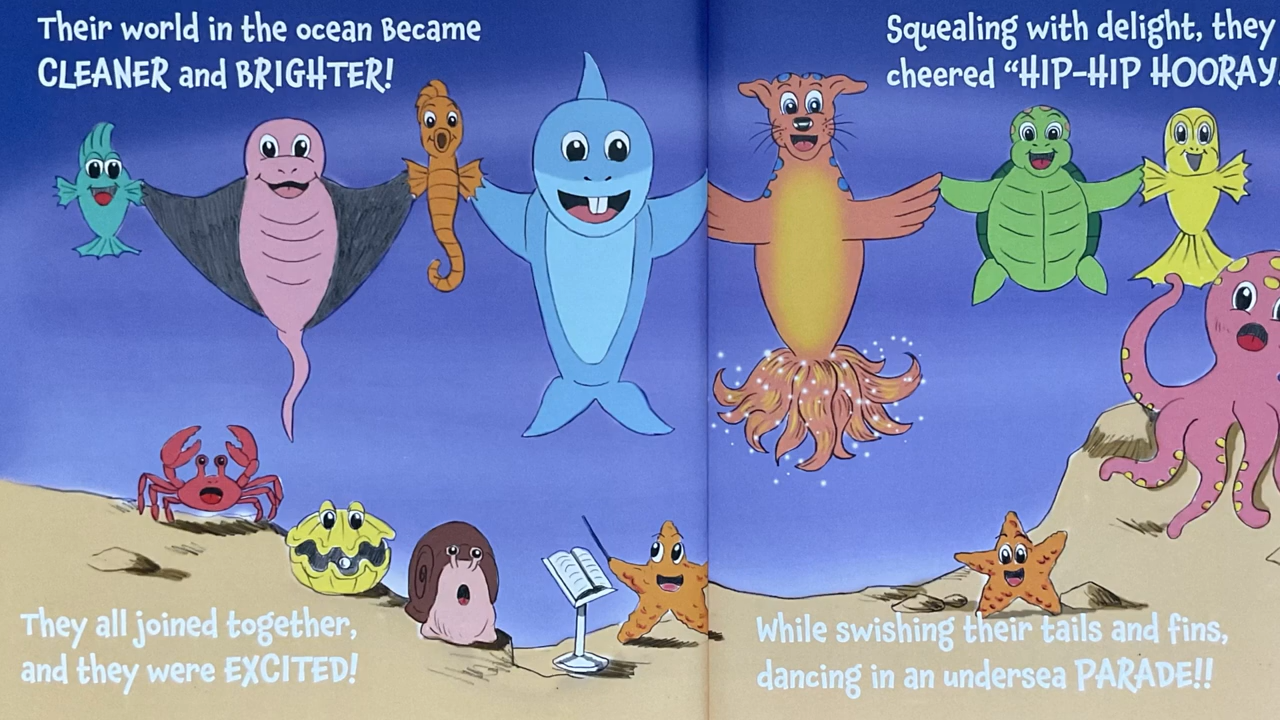 Their world in the ocean Became
CLEANER and BRIGHTER!
They all joined together,
and they were EXCITED!
Squealing with delight, they
cheered “HIP-HIP HOORAY
While swishing their tails and fins,
dancing in an undersea PARADE!!